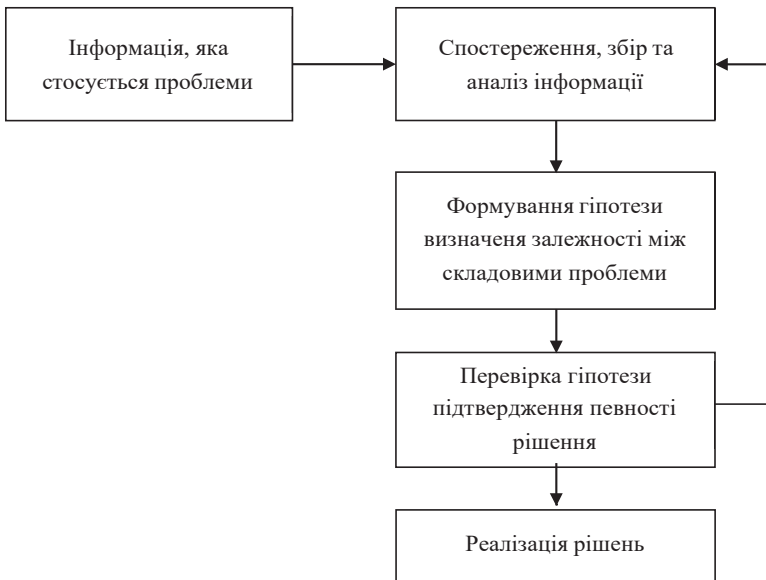 Інформація, яка
стосується проблеми
Спостереження, збір та
аналіз інформації
Формування гіпотези
визначеня залежності між
складовими проблеми
Перевірка гіпотези
підтвердження певності
рішення
Реалізація рішень